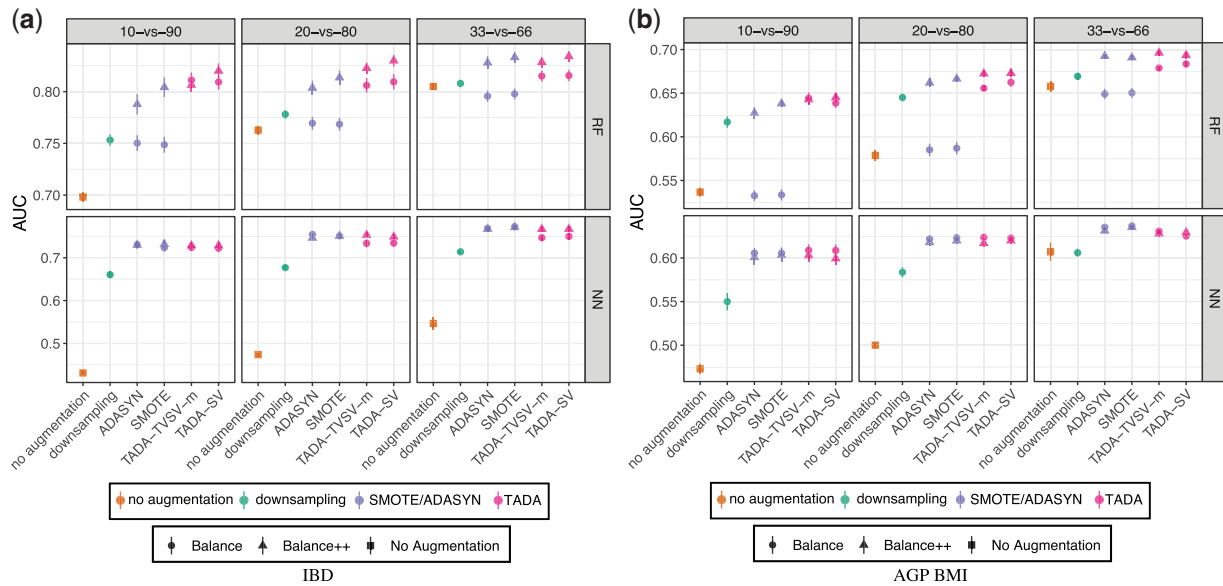 (a)
10-vs-90 20-vs-80 33-vs-66
AUC
0.80
0.75
0.70
RF
0.7
0.6
0.5
NN
no augmentation downsampling ADASYN SMOTE TADA-TVSV-m TADA-SV no augmentation downsampling ADASYN SMOTE TADA-TVSV-m TADA-SV no augmentation downsampling ADASYN SMOTE TADA-TVSV-m TADA-SV
no augmentation downsampling SMOTE/ADASYN TADA
Balance Balance++ No Augmentation
IBD
(b)
10-vs-90 20-vs-80 33-vs-66
AUC
0.70
0.65
0.60
0.55
RF
0.60
0.55
0.50
NN
no augmentation downsampling ADASYN SMOTE TADA-TVSV-m TADA-SV no augmentation downsampling ADASYN SMOTE TADA-TVSV-m TADA-SV no augmentation downsampling ADASYN SMOTE TADA-TVSV-m TADA-SV
no augmentation downsampling SMOTE/ADASYN TADA
Balance Balance++ No Augmentation
AGP BMI